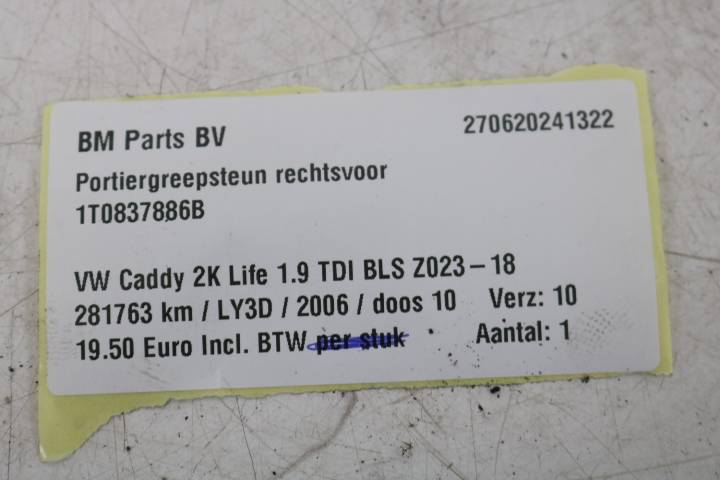 BM Parts BV
270620241322
Portiergreepsteun rechtsvoor
1T0837886B
VW Caddy 2K Life 1.9 TDI BLS Z023-18
281763 km / LY3D / 2006 / doos 10 Verz: 10
19.50 Euro Incl. BTW per stuk Aantal: 1